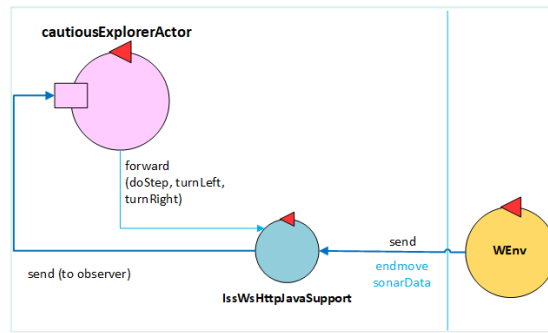 cautiousExplorerActor
forward
(doStep, turnLeft,
turnRight)
send
WEnv
endmove
sonarData
send (to observer)
IssWsHttpJavaSupport